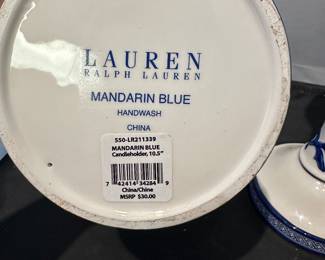 LAUREN
RALPH LAUREN
MANDARIN BLUE
HANDWASH
CHINA
550-LR211339
MANDARIN BLUE
Candleholder, 10.5"
7 42414 34284 9
China/Chine
MSRP $30.00